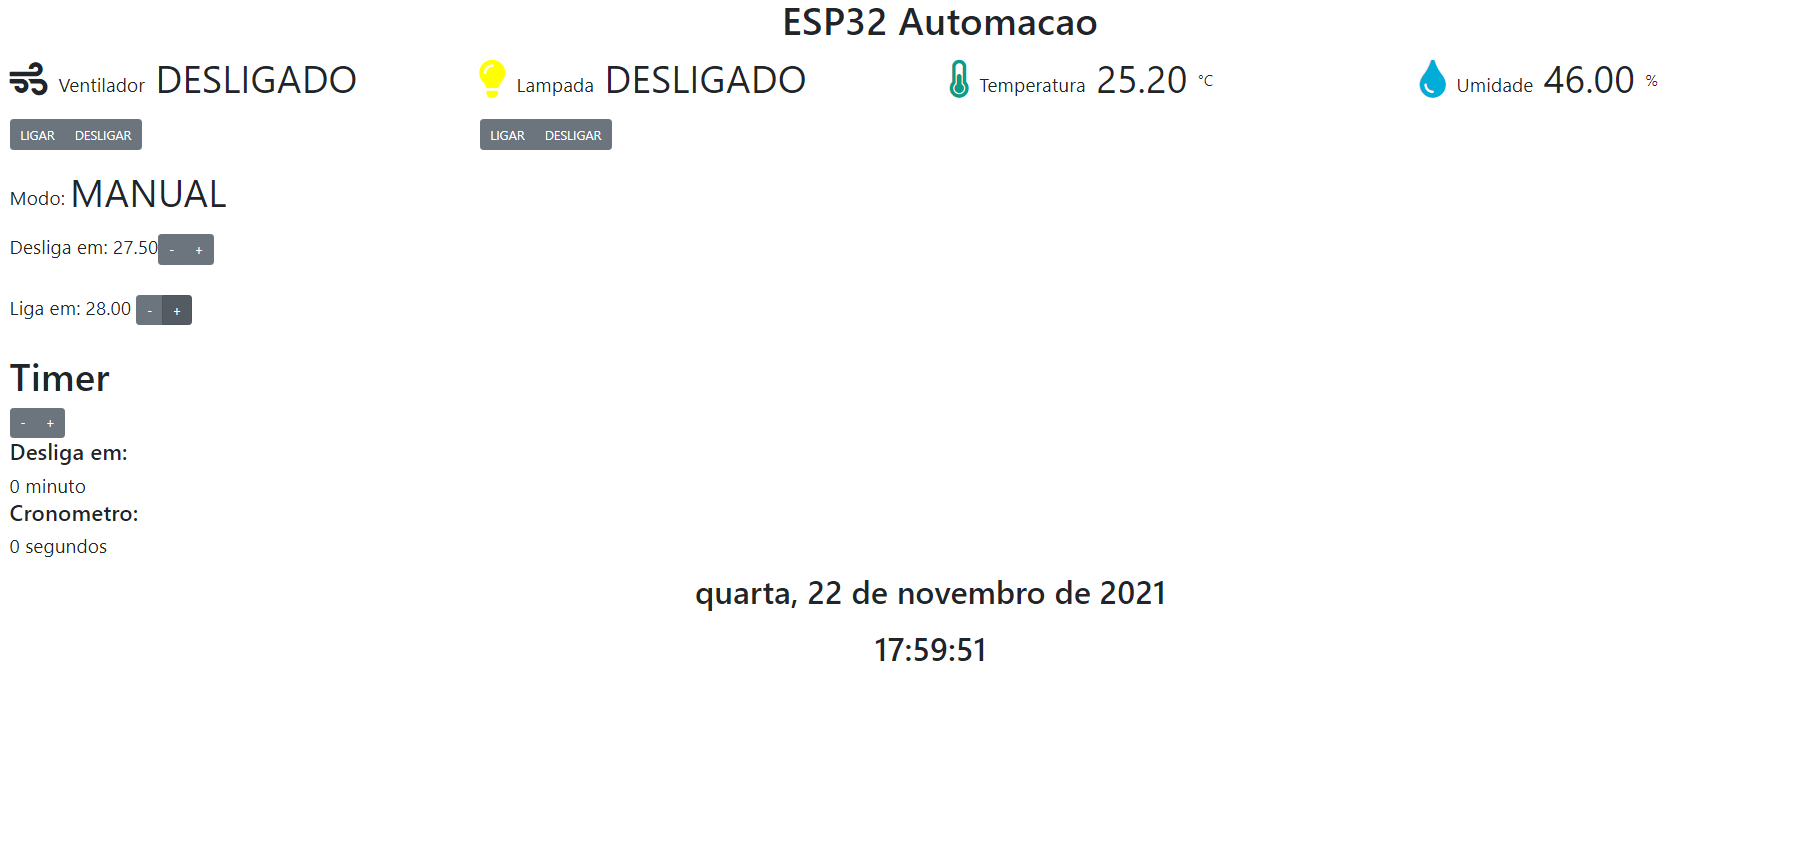 ESP32 Automacao
Ventilador DESLIGADO Lampada DESLIGADO Temperatura 25.20 °C Umidade 46.00 %
LIGAR DESLIGAR LIGAR DESLIGAR
Modo: MANUAL
Desliga em: 27.50 - +
Liga em: 28.00 - +
Timer
- +
Desliga em:
0 minuto
Cronometro:
0 segundos
quarta, 22 de novembro de 2021
17:59:51